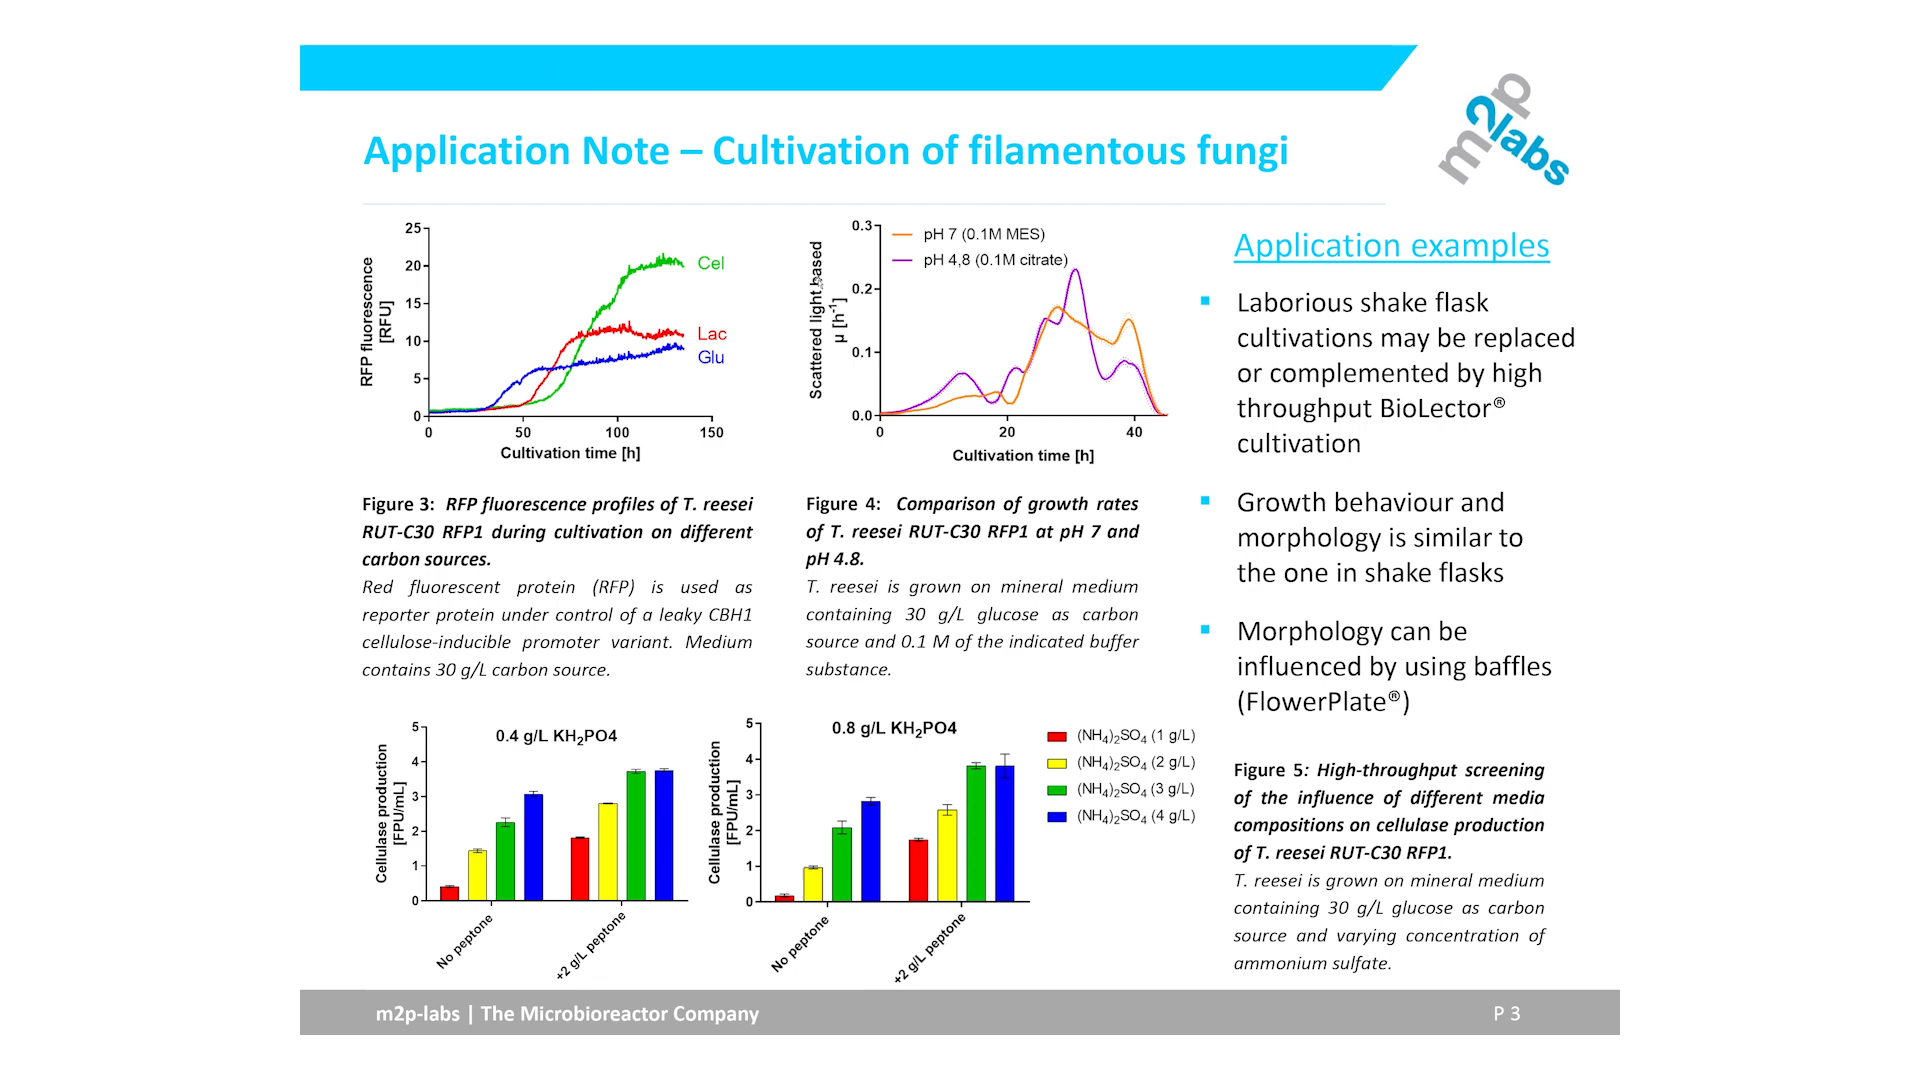 m2p-labs
Application Note – Cultivation of filamentous fungi
25
20
15
10
5
0
RFP fluorescence
[RFU]
Cel
Lac
Glu
0 50 100 150
Cultivation time [h]
0.3
0.2
0.1
0.0
Scattered light based
µ [h⁻¹]
pH 7 (0.1M MES)
pH 4,8 (0.1M citrate)
0 20 40
Cultivation time [h]
Figure 3: RFP fluorescence profiles of T. reesei
RUT-C30 RFP1 during cultivation on different
carbon sources.
Red fluorescent protein (RFP) is used as
reporter protein under control of a leaky CBH1
cellulose-inducible promoter variant. Medium
contains 30 g/L carbon source.
Figure 4: Comparison of growth rates
of T. reesei RUT-C30 RFP1 at pH 7 and
pH 4.8.
T. reesei is grown on mineral medium
containing 30 g/L glucose as carbon
source and 0.1 M of the indicated buffer
substance.
5
4
3
2
1
0
Cellulase production
[FPU/mL]
0.4 g/L KH₂PO4
No peptone
+2 g/L peptone
5
4
3
2
1
0
Cellulase production
[FPU/mL]
0.8 g/L KH₂PO4
No peptone
+2 g/L peptone
(NH₄)₂SO₄ (1 g/L)
(NH₄)₂SO₄ (2 g/L)
(NH₄)₂SO₄ (3 g/L)
(NH₄)₂SO₄ (4 g/L)
Application examples
Laborious shake flask
cultivations may be replaced
or complemented by high
throughput BioLector®
cultivation
Growth behaviour and
morphology is similar to
the one in shake flasks
Morphology can be
influenced by using baffles
(FlowerPlate®)
Figure 5: High-throughput screening
of the influence of different media
compositions on cellulase production
of T. reesei RUT-C30 RFP1.
T. reesei is grown on mineral medium
containing 30 g/L glucose as carbon
source and varying concentration of
ammonium sulfate.
m2p-labs | The Microbioreactor Company
P 3